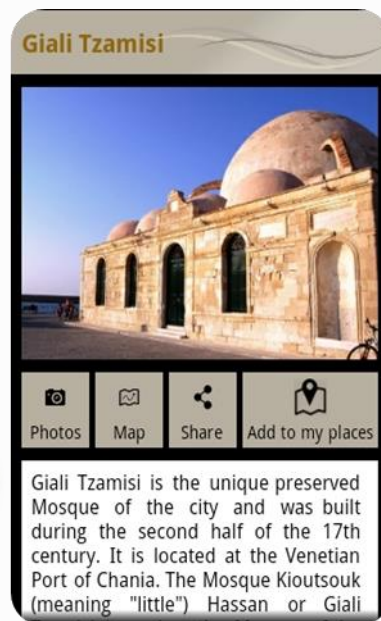 Giali Tzamisi
Photos
Map
Share
Add to my places
Giali Tzamisi is the unique preserved
Mosque of the city and was built
during the second half of the 17th
century. It is located at the Venetian
Port of Chania. The Mosque Kioutsouk
(meaning "little") Hassan or Giali